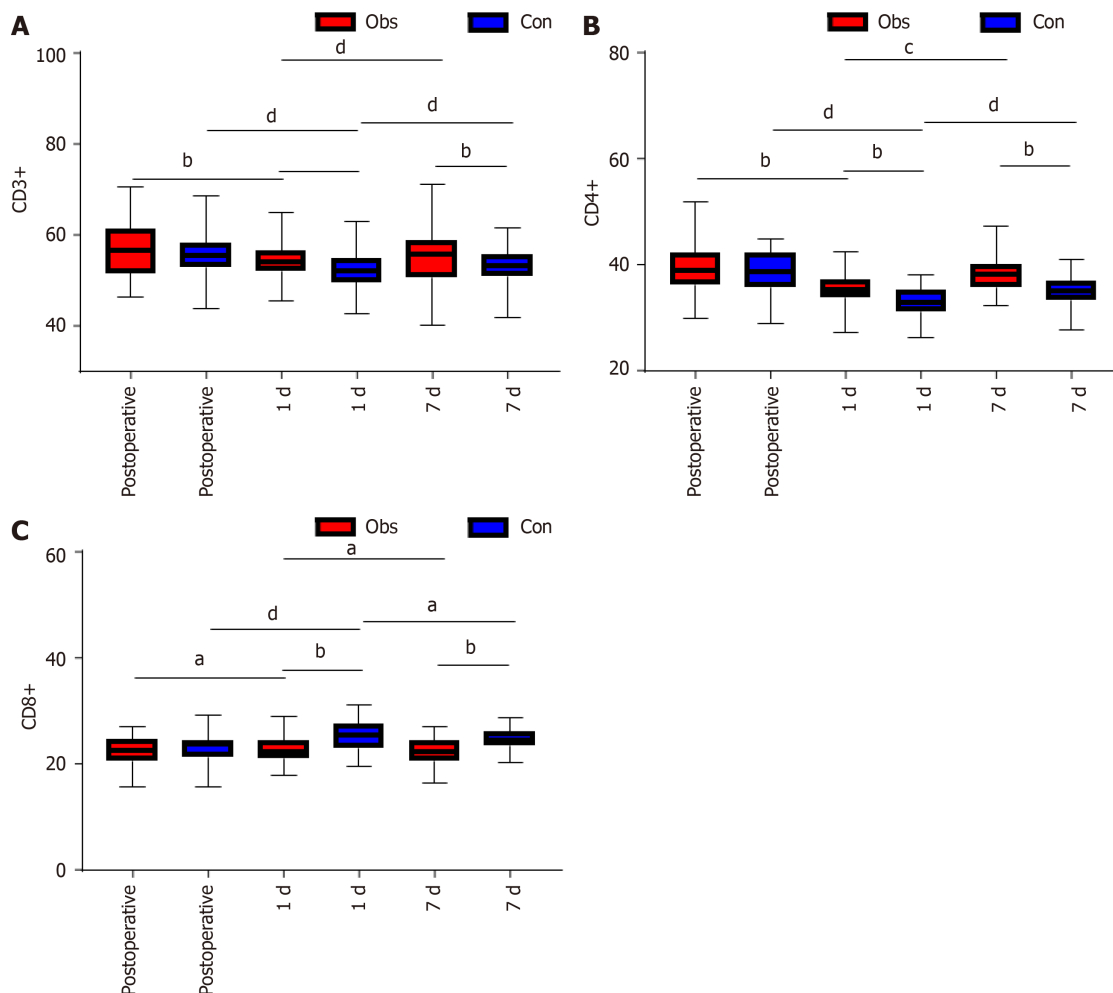 A
Obs
Con
CD3+
100
80
60
40
d
d
d
b
b
Postoperative
Postoperative
1 d
1 d
7 d
7 d
B
Obs
Con
CD4+
80
60
40
20
c
d
d
b
b
b
Postoperative
Postoperative
1 d
1 d
7 d
7 d
C
Obs
Con
CD8+
60
40
20
0
a
d
a
a
b
b
Postoperative
Postoperative
1 d
1 d
7 d
7 d